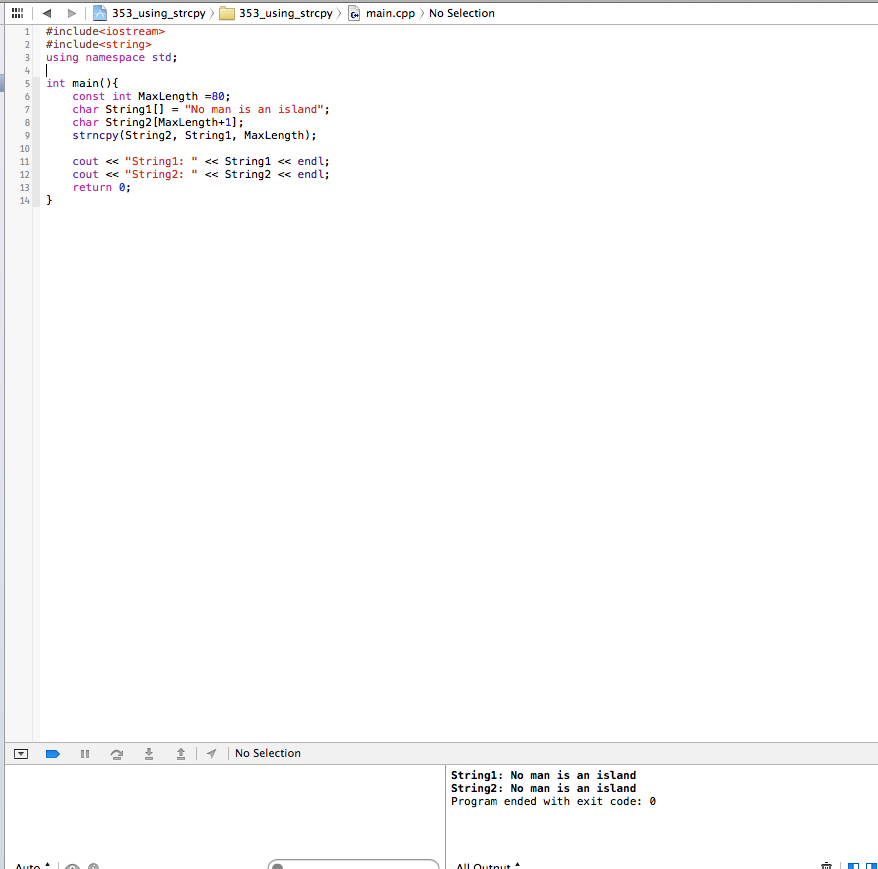 353_using_strcpy 353_using_strcpy main.cpp No Selection
1 #include<iostream>
2 #include<string>
3 using namespace std;
4
5 int main(){
6 const int MaxLength =80;
7 char String1[] = "No man is an island";
8 char String2[MaxLength+1];
9 strncpy(String2, String1, MaxLength);
10
11 cout << "String1: " << String1 << endl;
12 cout << "String2: " << String2 << endl;
13 return 0;
14 }
No Selection
String1: No man is an island
String2: No man is an island
Program ended with exit code: 0
Auto
All Output